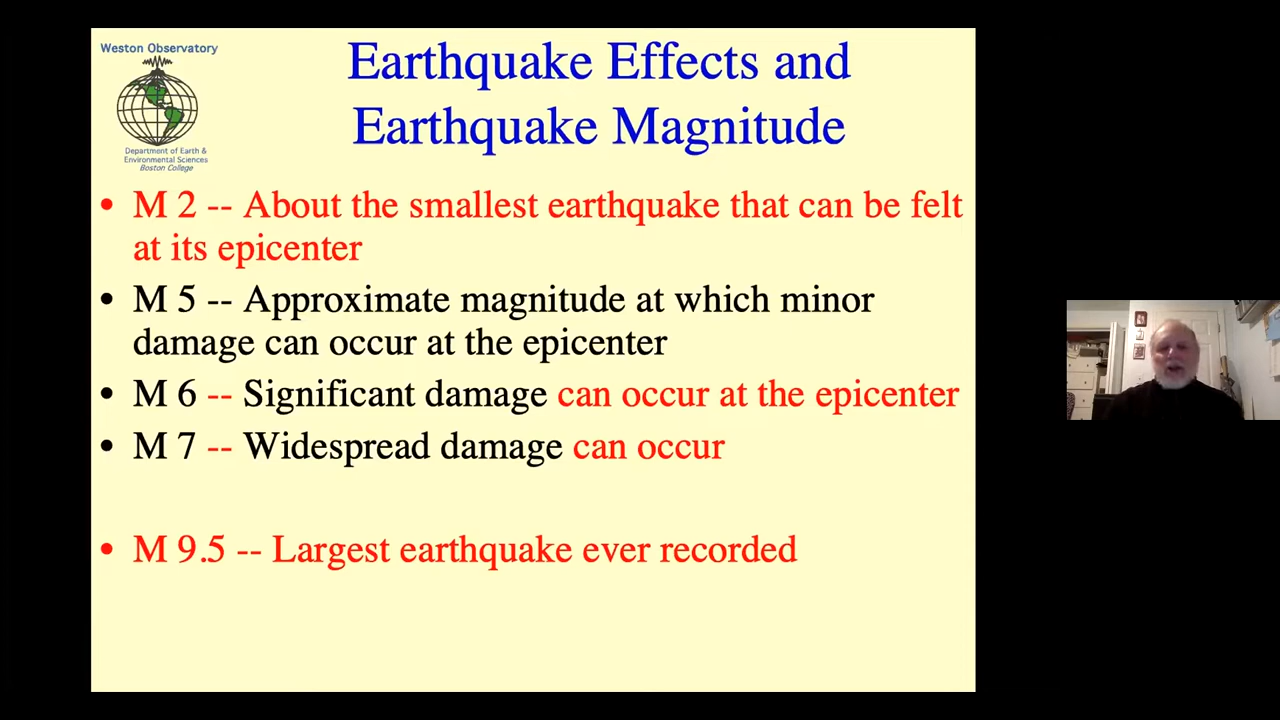 Weston Observatory
Department of Earth &
Environmental Sciences
Boston College
Earthquake Effects and
Earthquake Magnitude
• M 2 -- About the smallest earthquake that can be felt
at its epicenter
• M 5 -- Approximate magnitude at which minor
damage can occur at the epicenter
• M 6 -- Significant damage can occur at the epicenter
• M 7 -- Widespread damage can occur
• M 9.5 -- Largest earthquake ever recorded